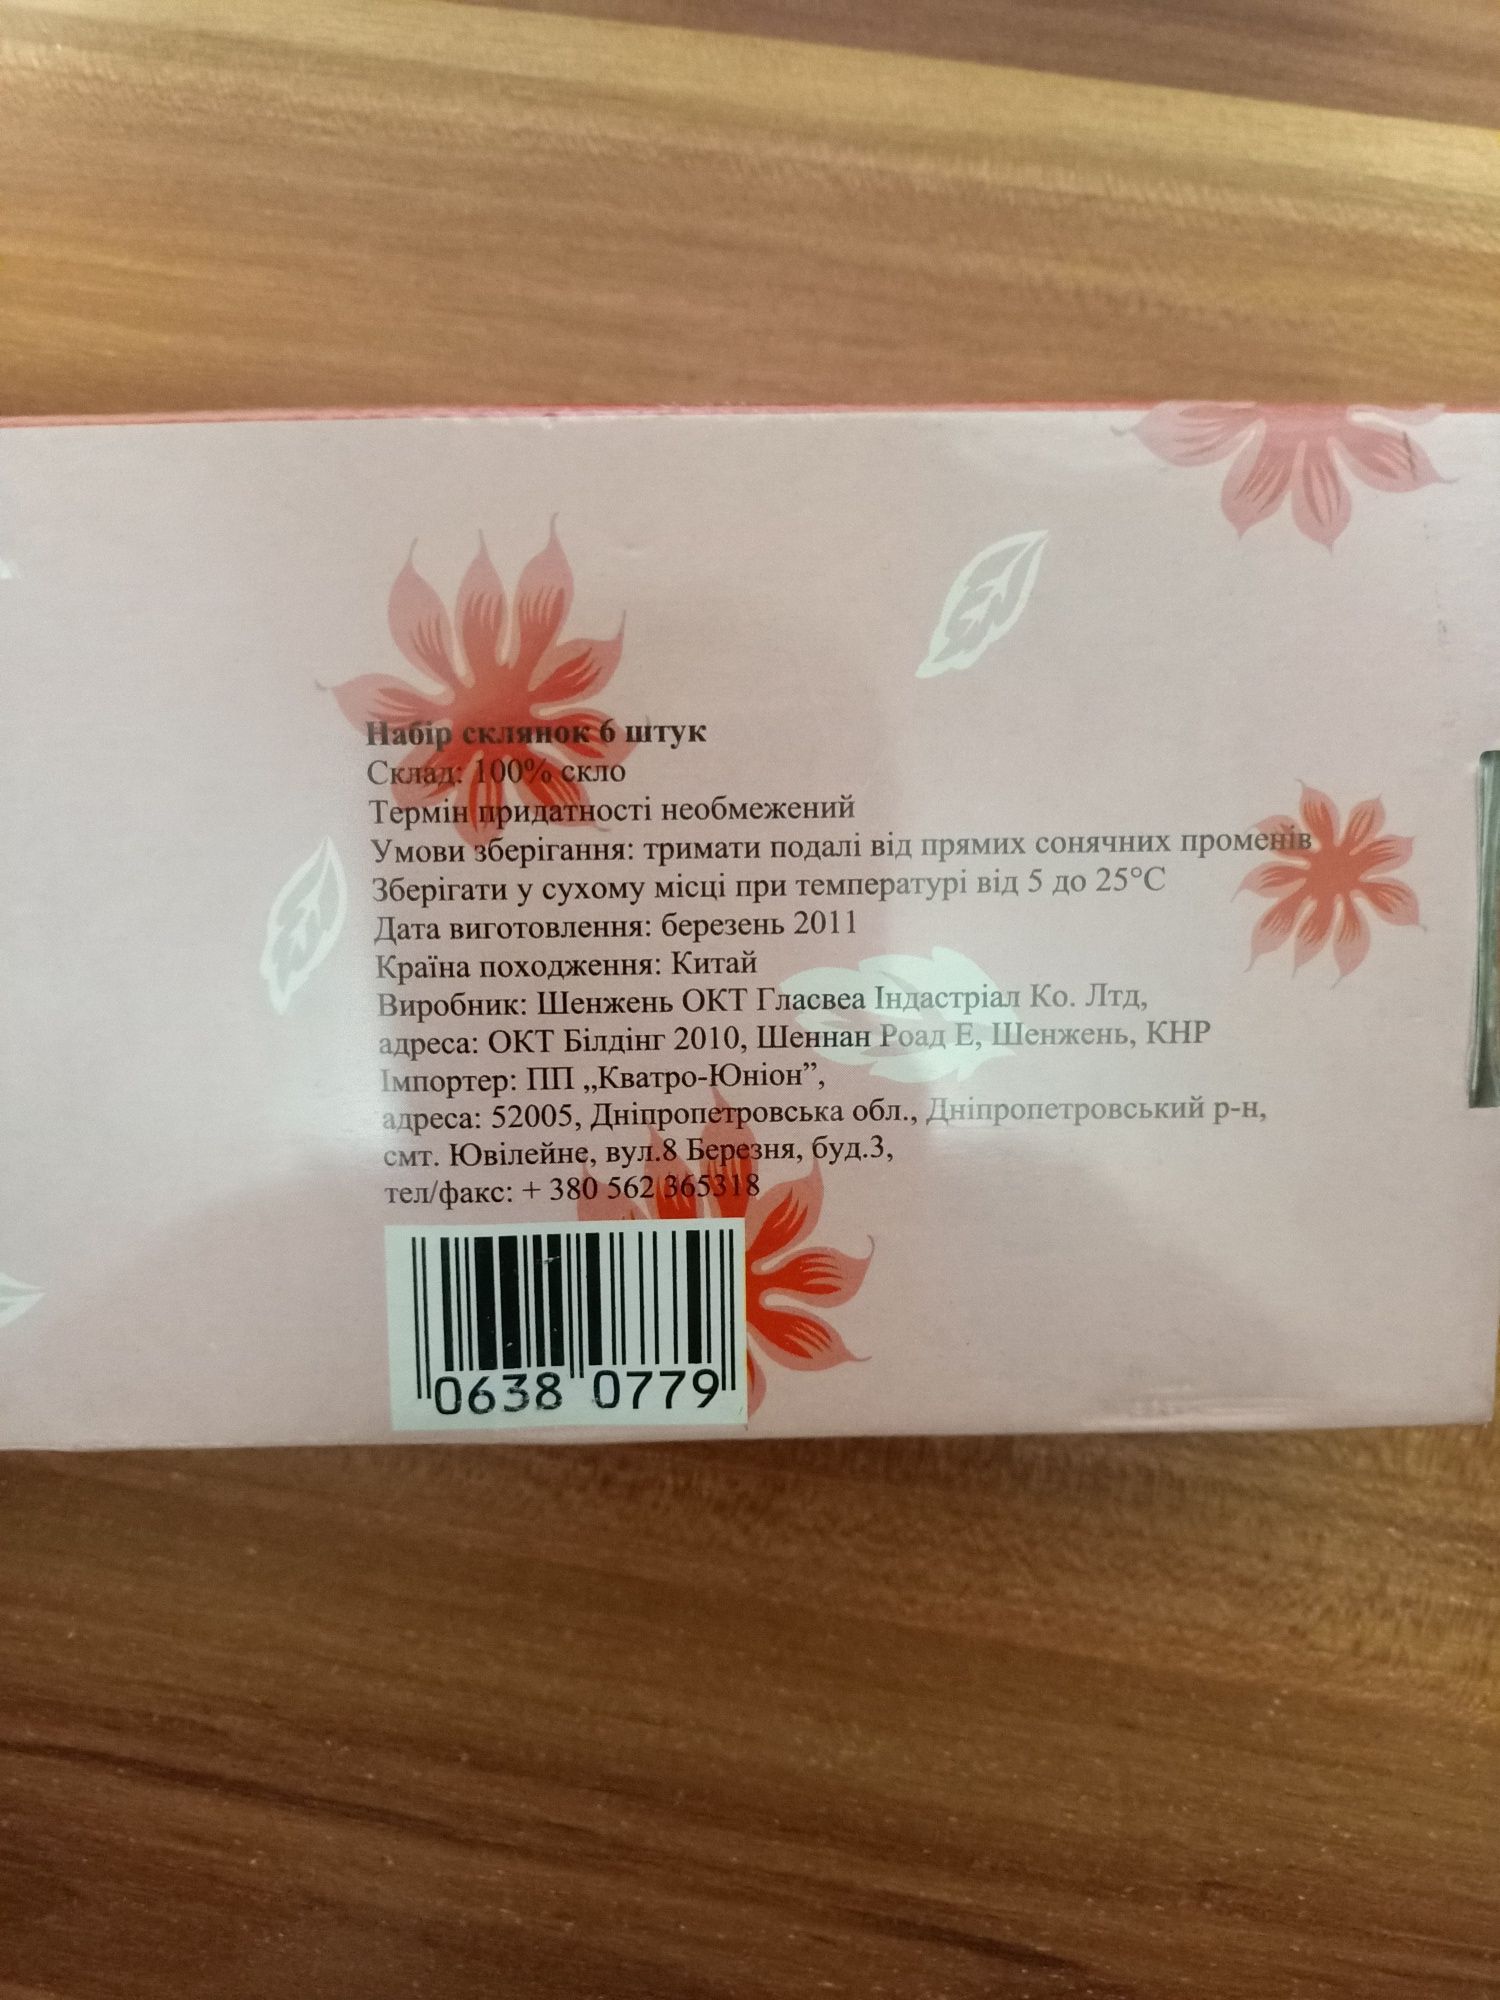 Набір склянок 6 штук
Склад: 100% скло
Термін придатності необмежений
Умови зберігання: тримати подалі від прямих сонячних променів
Зберігати у сухому місці при температурі від 5 до 25°С
Дата виготовлення: березень 2011
Країна походження: Китай
Виробник: Шенжень ОКТ Гласвеа Індастріал Ко. Лтд,
адреса: ОКТ Білдінг 2010, Шеннан Роад Е, Шенжень, КНР
Імпортер: ПП „Кватро-Юніон”,
адреса: 52005, Дніпропетровська обл., Дніпропетровський р-н,
смт. Ювілейне, вул.8 Березня, буд.3,
тел/факс: + 380 562 365318
0638 0779